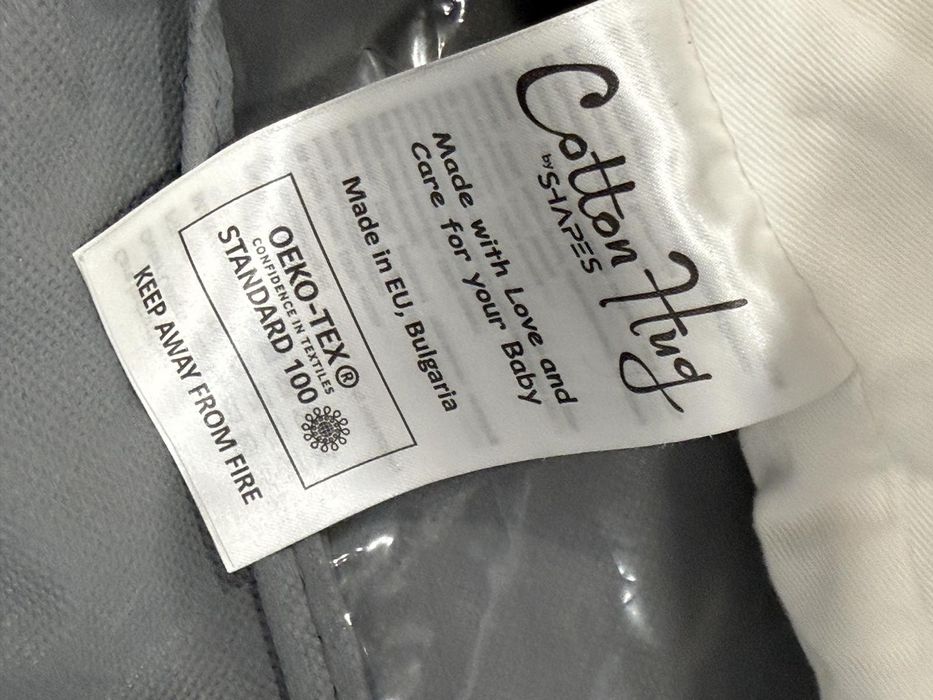 Cotton Hug
by SHAPES
Made with Love and
Care for Your Baby
Made in EU, Bulgaria
OEKO-TEX®
CONFIDENCE IN TEXTILES
STANDARD 100
KEEP AWAY FROM FIRE